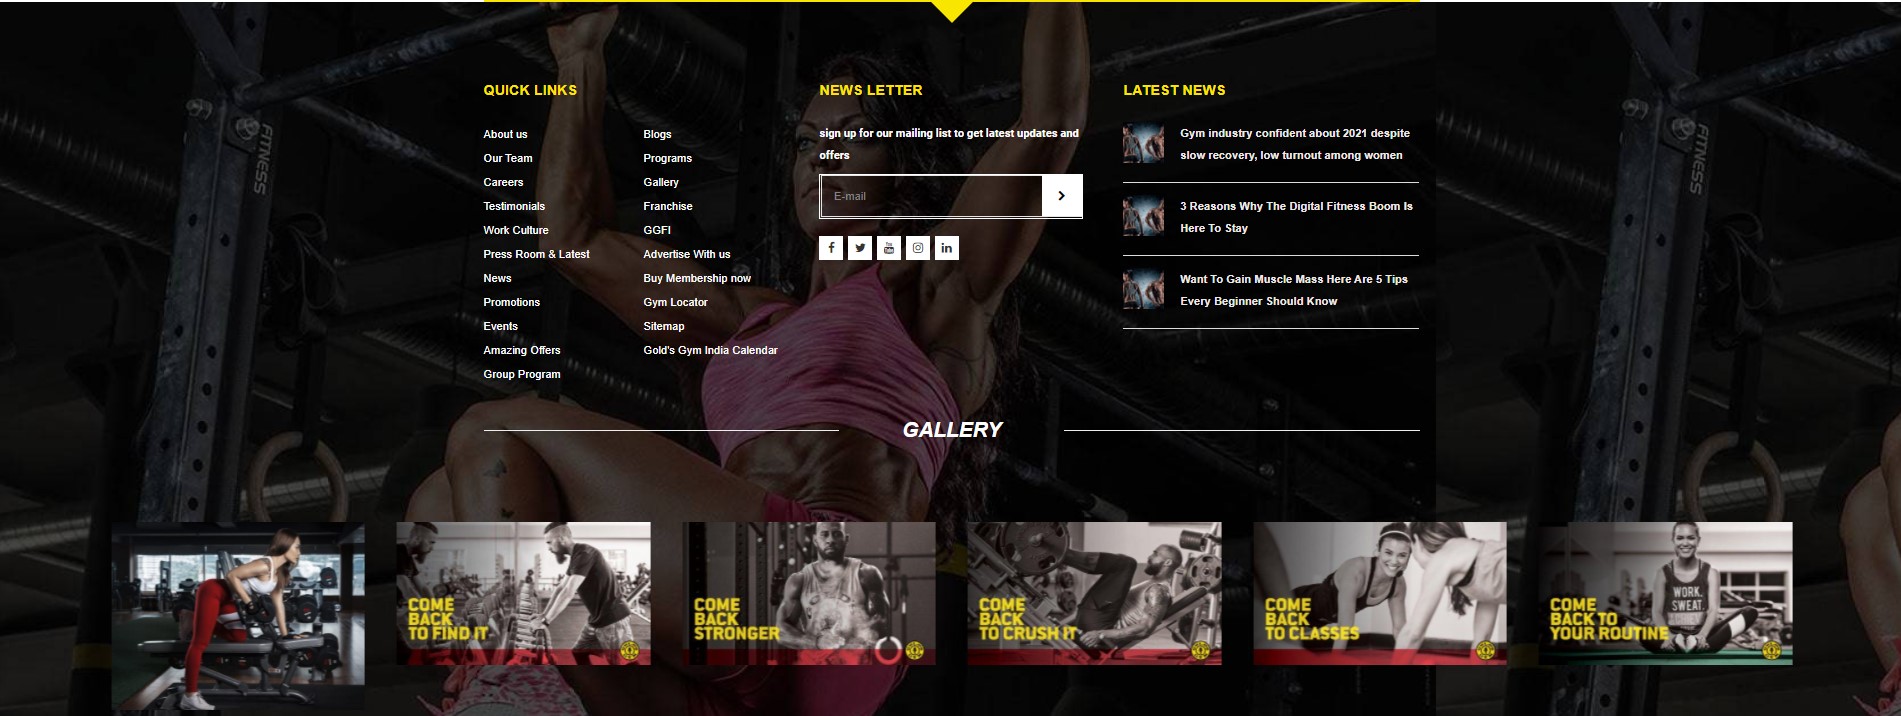 QUICK LINKS
About us
Our Team
Careers
Testimonials
Work Culture
Press Room & Latest
News
Promotions
Events
Amazing Offers
Group Program
Blogs
Programs
Gallery
Franchise
GGFI
Advertise With us
Buy Membership now
Gym Locator
Sitemap
Gold's Gym India Calendar
NEWS LETTER
sign up for our mailing list to get latest updates and
offers
E-mail
LATEST NEWS
Gym industry confident about 2021 despite
slow recovery, low turnout among women
3 Reasons Why The Digital Fitness Boom Is
Here To Stay
Want To Gain Muscle Mass Here Are 5 Tips
Every Beginner Should Know
FITNESS
FITNESS
GALLERY
COME
BACK
TO FIND IT
COME
BACK
STRONGER
COME
BACK
TO CRUSH IT
COME
BACK
TO CLASSES
COME
BACK TO
YOUR ROUTINE
WORK.
SWEAT.